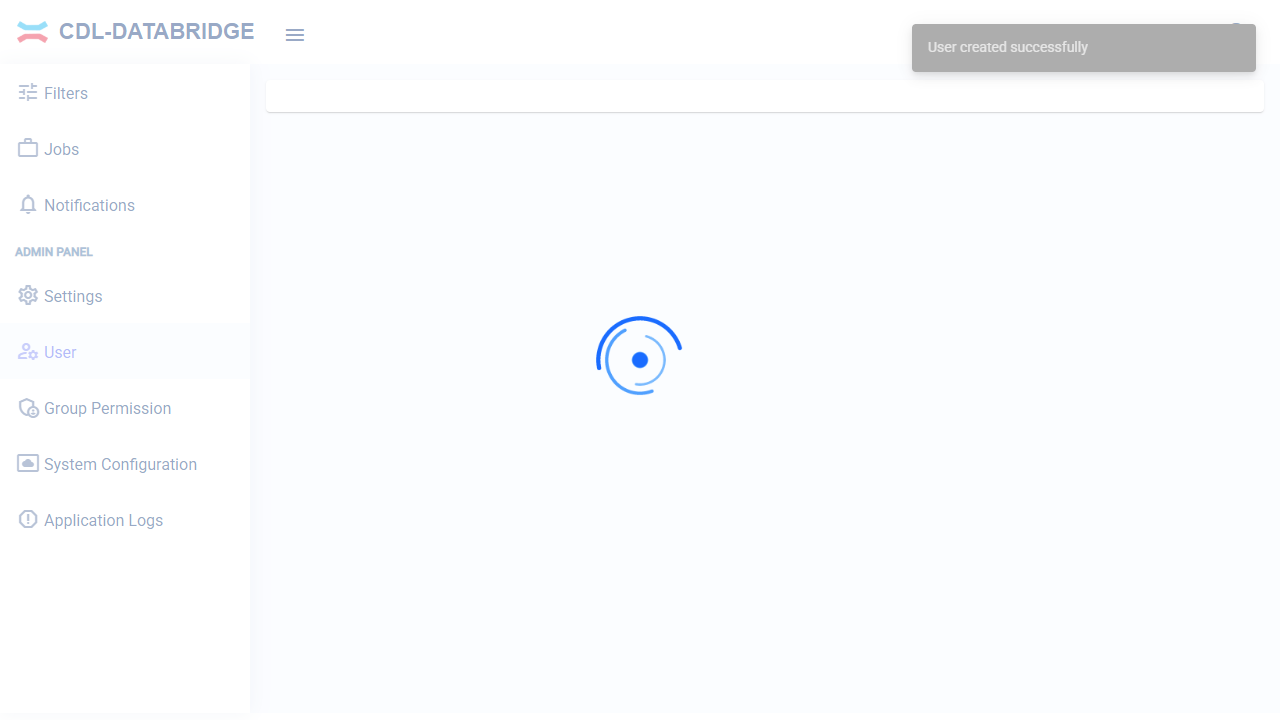 CDL-DATABRIDGE
User created successfully
Filters
Jobs
Notifications
ADMIN PANEL
Settings
User
Group Permission
System Configuration
Application Logs